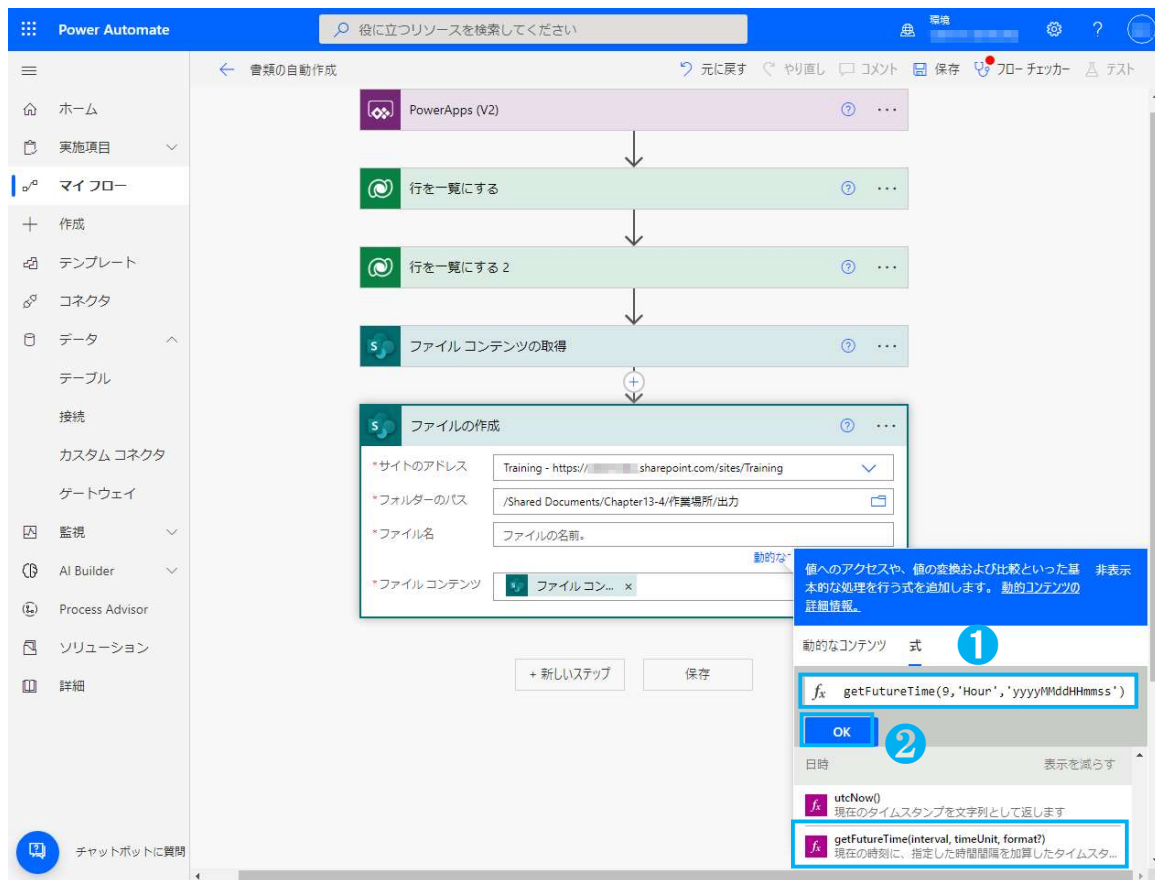 Power Automate
役に立つリソースを検索してください
環境
?
書類の自動作成
元に戻す
やり直し
コメント
保存
フロー チェッカー
テスト
ホーム
実施項目
マイ フロー
作成
テンプレート
コネクタ
データ
テーブル
接続
カスタム コネクタ
ゲートウェイ
監視
AI Builder
Process Advisor
ソリューション
詳細
チャットボットに質問
PowerApps (V2)
行を一覧にする
行を一覧にする 2
ファイル コンテンツの取得
ファイルの作成
*サイトのアドレス
Training - https:// .sharepoint.com/sites/Training
*フォルダーのパス
/Shared Documents/Chapter13-4/作業場所/出力
*ファイル名
ファイルの名前。
動的な
*ファイル コンテンツ
ファイル コン... ×
+ 新しいステップ
保存
値へのアクセスや、値の変換および比較といった基 非表示
本的な処理を行う式を追加します。 動的コンテンツの
詳細情報。
動的なコンテンツ 式
1
fx getFutureTime(9,'Hour','yyyyMMddHHmmss')
OK
2
日時 表示を減らす
fx utcNow()
現在のタイムスタンプを文字列として返します
fx getFutureTime(interval, timeUnit, format?)
現在の時刻に、指定した時間間隔を加算したタイムスタ...